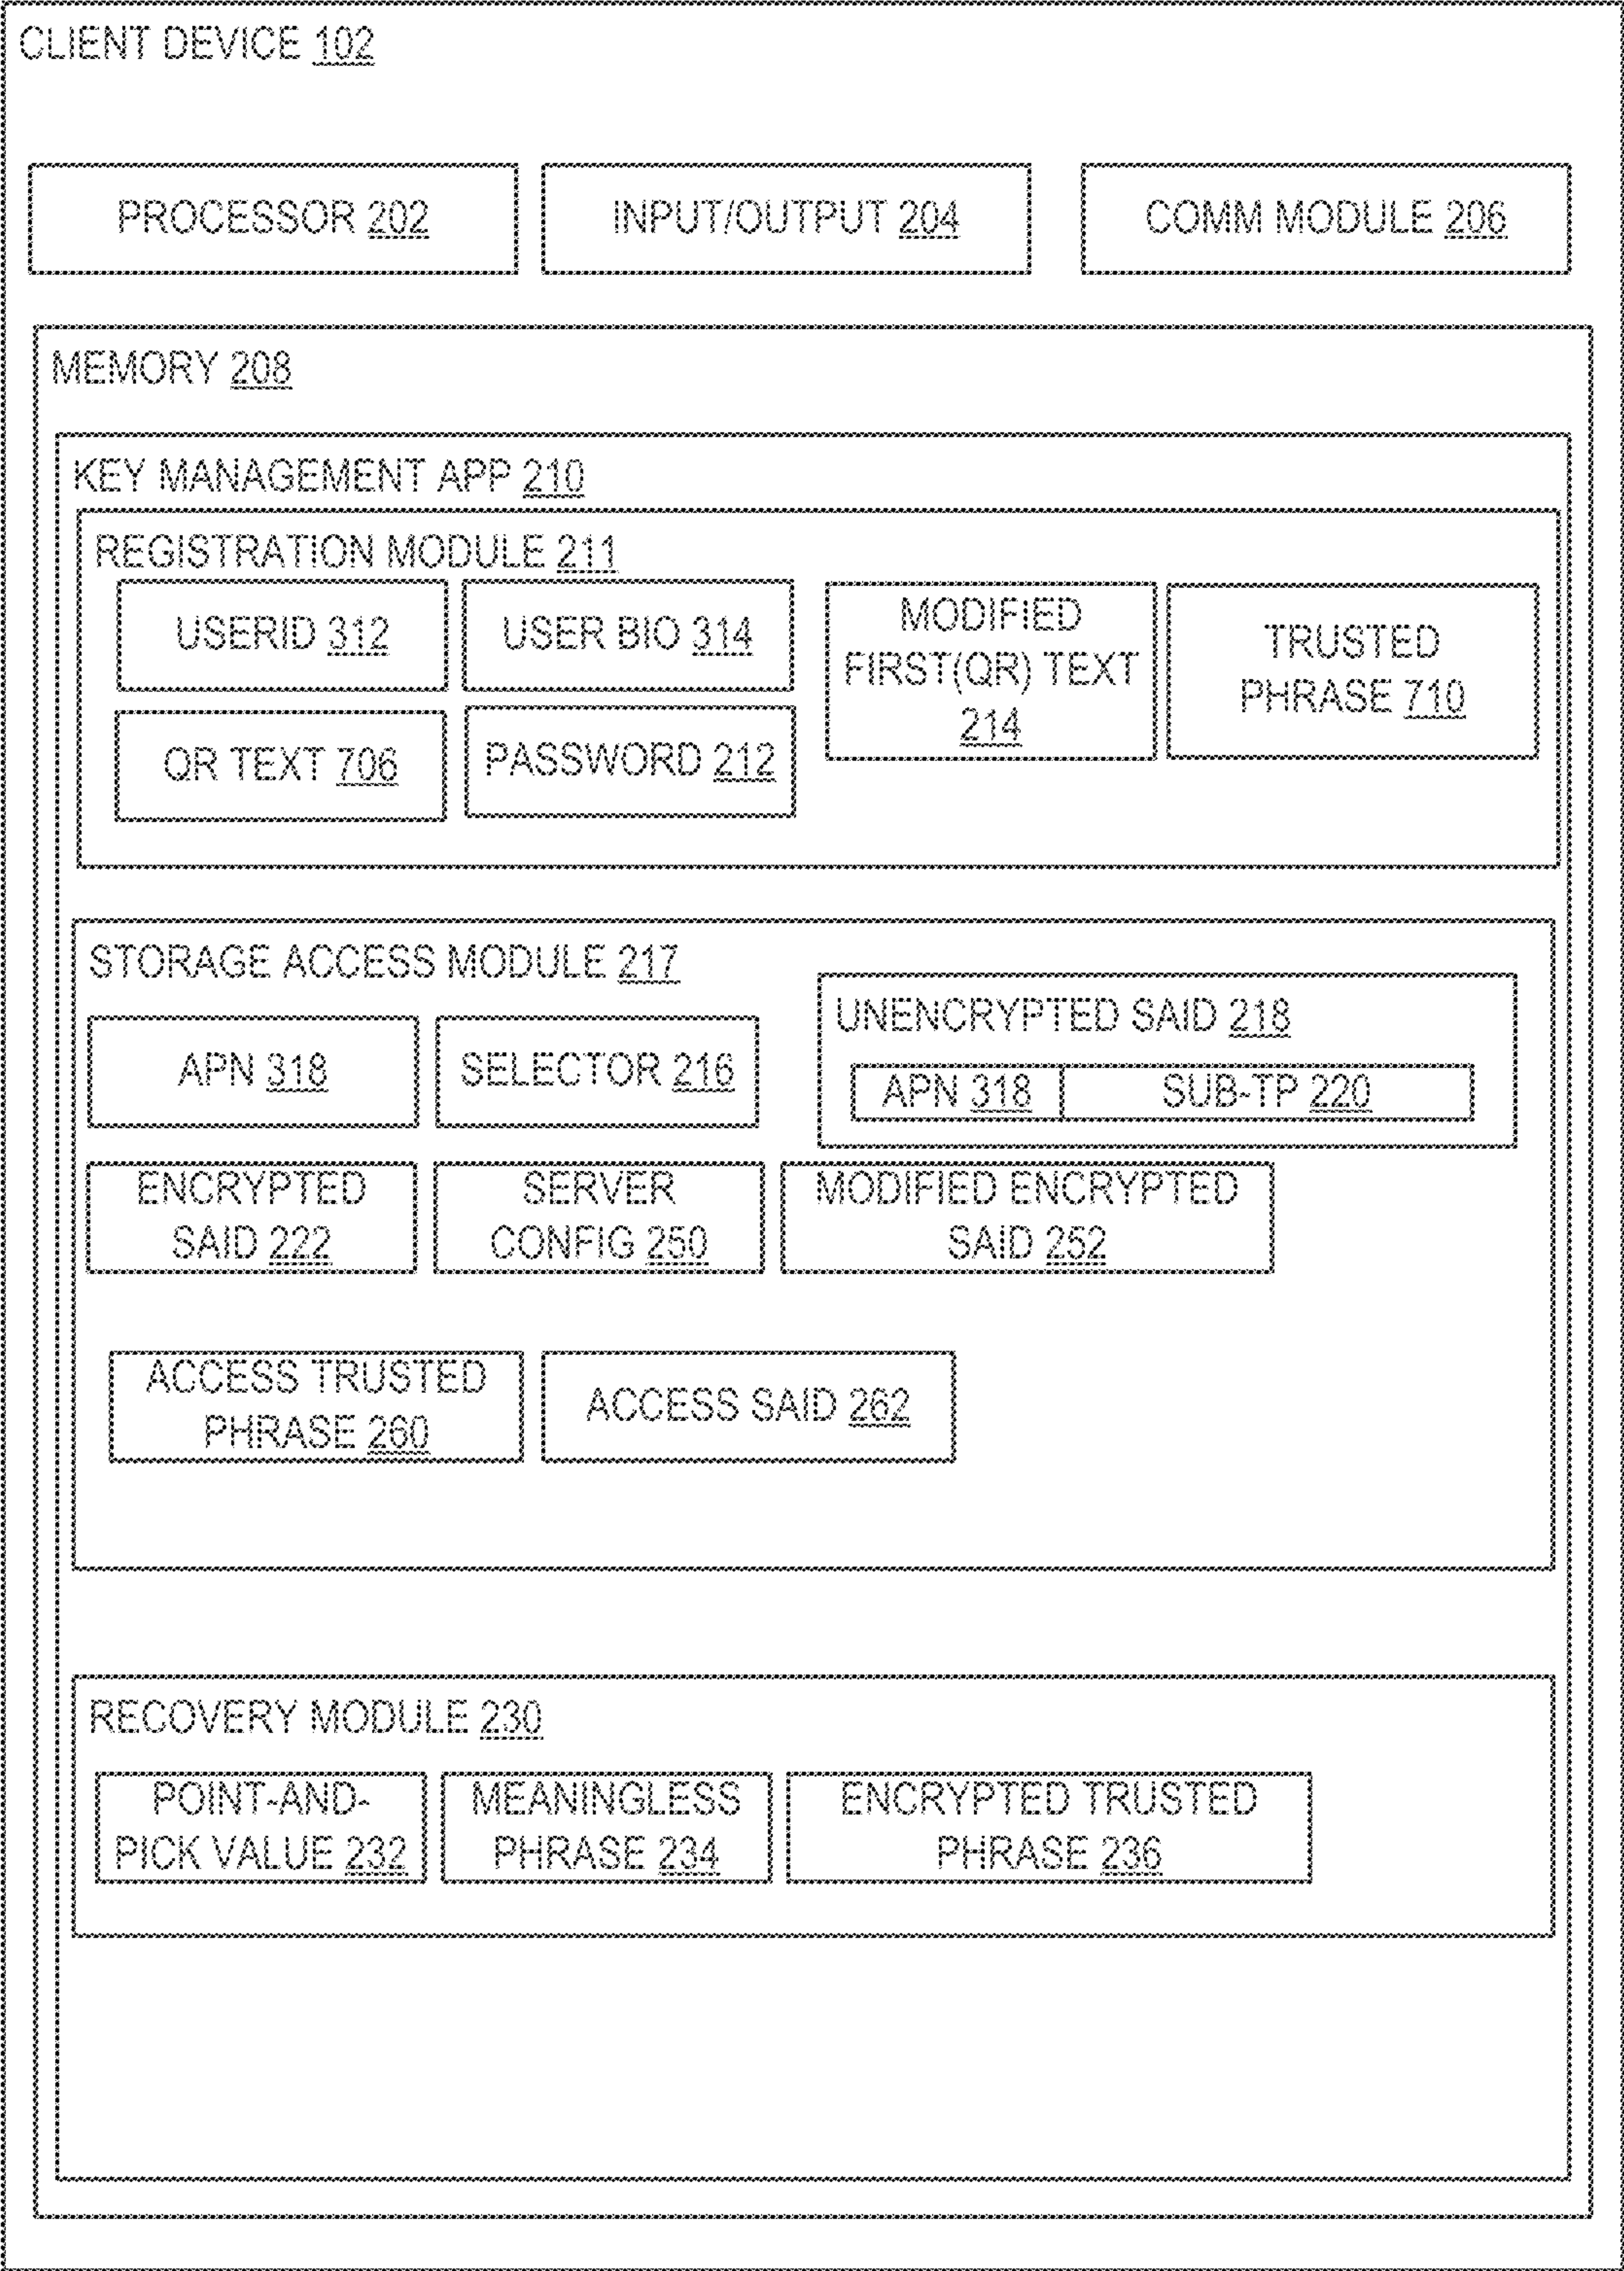 CLIENT DEVICE 102
PROCESSOR 202
INPUT/OUTPUT 204
COMM MODULE 206
MEMORY 208
KEY MANAGEMENT APP 210
REGISTRATION MODULE 211
USERID 312
USER BIO 314
MODIFIED
FIRST(QR) TEXT
214
TRUSTED
PHRASE 710
QR TEXT 706
PASSWORD 212
STORAGE ACCESS MODULE 217
APN 318
SELECTOR 216
UNENCRYPTED SAID 218
APN 318
SUB-TP 220
ENCRYPTED
SAID 222
SERVER
CONFIG 250
MODIFIED ENCRYPTED
SAID 252
ACCESS TRUSTED
PHRASE 260
ACCESS SAID 262
RECOVERY MODULE 230
POINT-AND-
PICK VALUE 232
MEANINGLESS
PHRASE 234
ENCRYPTED TRUSTED
PHRASE 236